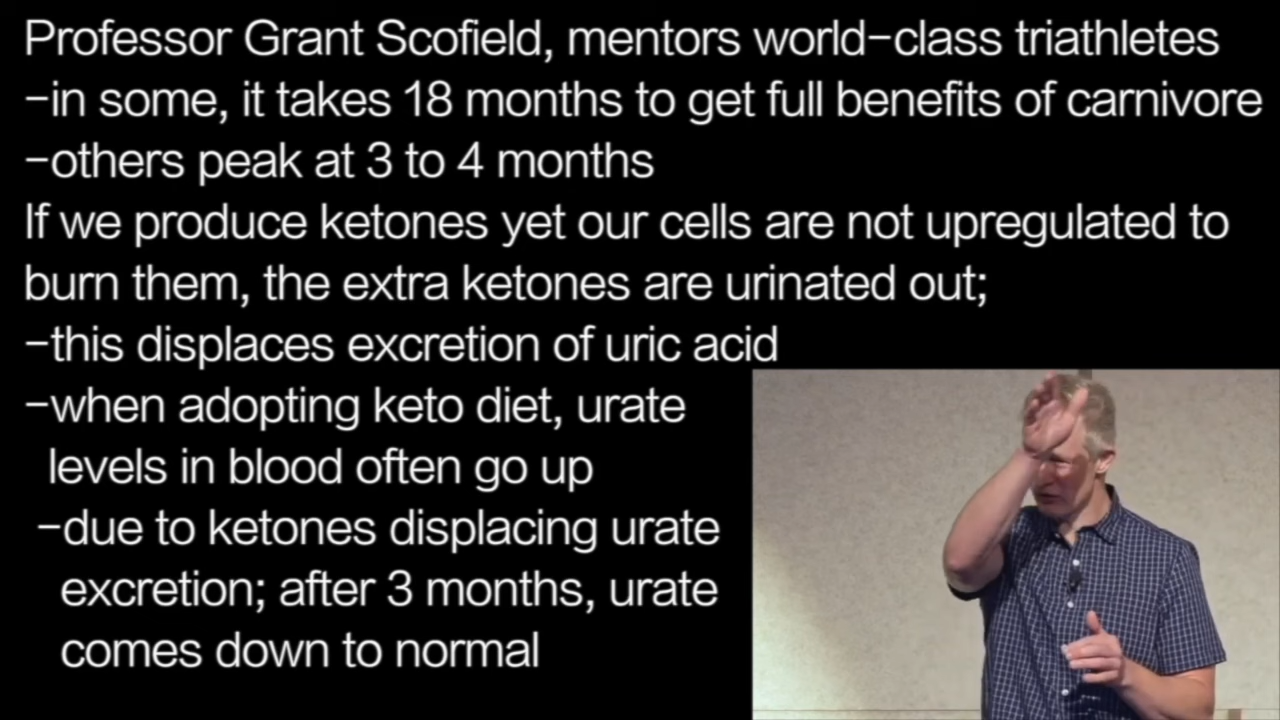 Professor Grant Scofield, mentors world-class triathletes
-in some, it takes 18 months to get full benefits of carnivore
-others peak at 3 to 4 months
If we produce ketones yet our cells are not upregulated to
burn them, the extra ketones are urinated out;
-this displaces excretion of uric acid
-when adopting keto diet, urate
levels in blood often go up
-due to ketones displacing urate
excretion; after 3 months, urate
comes down to normal